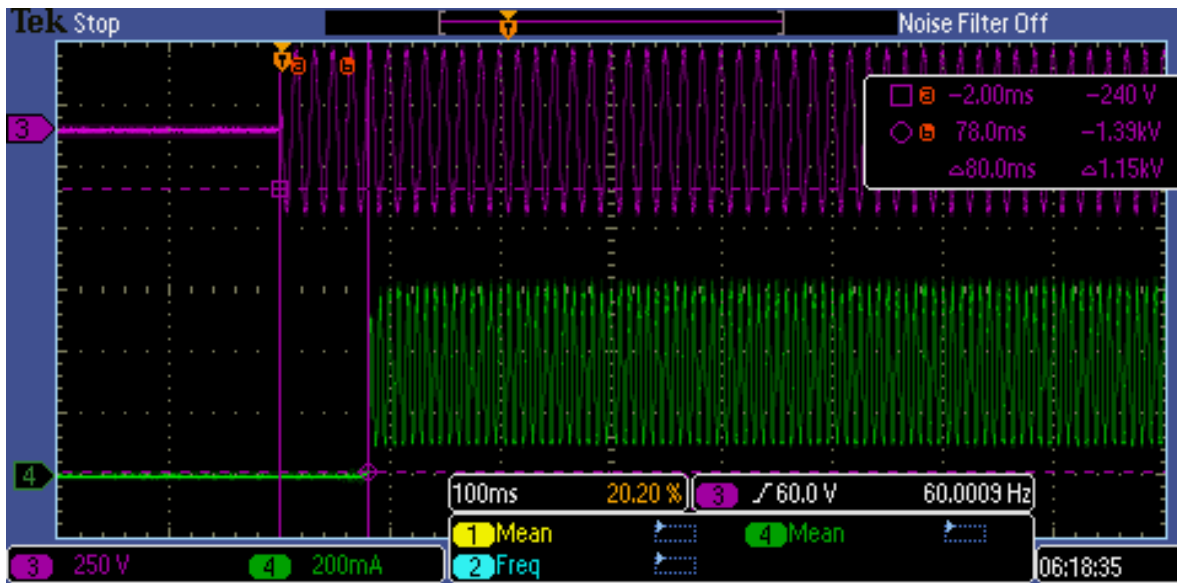 Tek Stop Noise Filter Off
T
T a b
a -2.00ms -240 V
b 78.0ms -1.39kV
△80.0ms △1.15kV
3
4
100ms 20.20 % 3 ∫ 60.0 V 60.0009 Hz
1 Mean 4 Mean
2 Freq
3 250 V 4 200mA 06:18:35